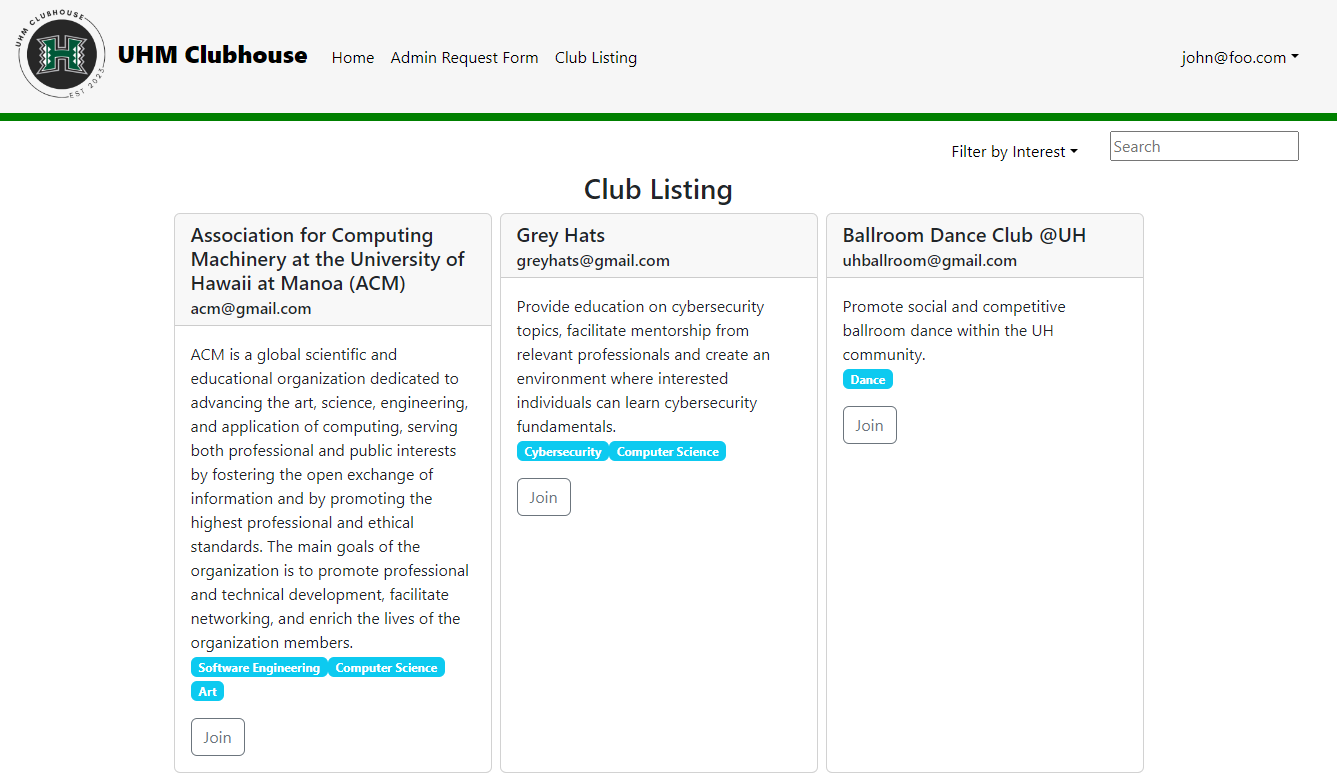 UHM CLUBHOUSE
H
EST 2023
UHM Clubhouse
Home
Admin Request Form
Club Listing
john@foo.com
Filter by Interest
Search
Club Listing
Association for Computing
Machinery at the University of
Hawaii at Manoa (ACM)
acm@gmail.com
ACM is a global scientific and
educational organization dedicated to
advancing the art, science, engineering,
and application of computing, serving
both professional and public interests
by fostering the open exchange of
information and by promoting the
highest professional and ethical
standards. The main goals of the
organization is to promote professional
and technical development, facilitate
networking, and enrich the lives of the
organization members.
Software Engineering Computer Science
Art
Join
Grey Hats
greyhats@gmail.com
Provide education on cybersecurity
topics, facilitate mentorship from
relevant professionals and create an
environment where interested
individuals can learn cybersecurity
fundamentals.
Cybersecurity Computer Science
Join
Ballroom Dance Club @UH
uhballroom@gmail.com
Promote social and competitive
ballroom dance within the UH
community.
Dance
Join